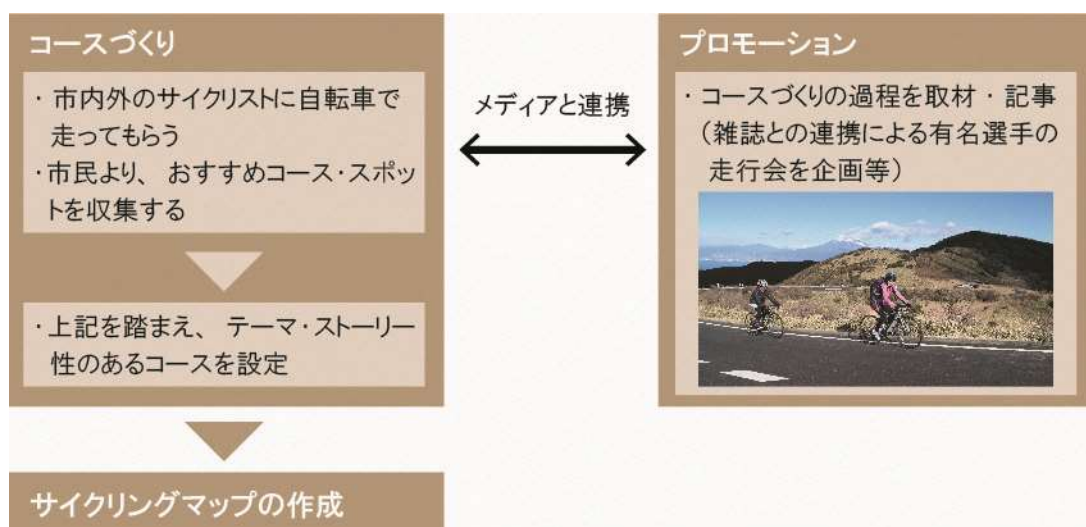 コースづくり
・市内外のサイクリストに自転車で
走ってもらう
・市民より、おすすめコース・スポッ
トを収集する
・上記を踏まえ、テーマ・ストーリー
性のあるコースを設定
サイクリングマップの作成
メディアと連携
プロモーション
・コースづくりの過程を取材・記事
（雑誌との連携による有名選手の
走行会を企画等）